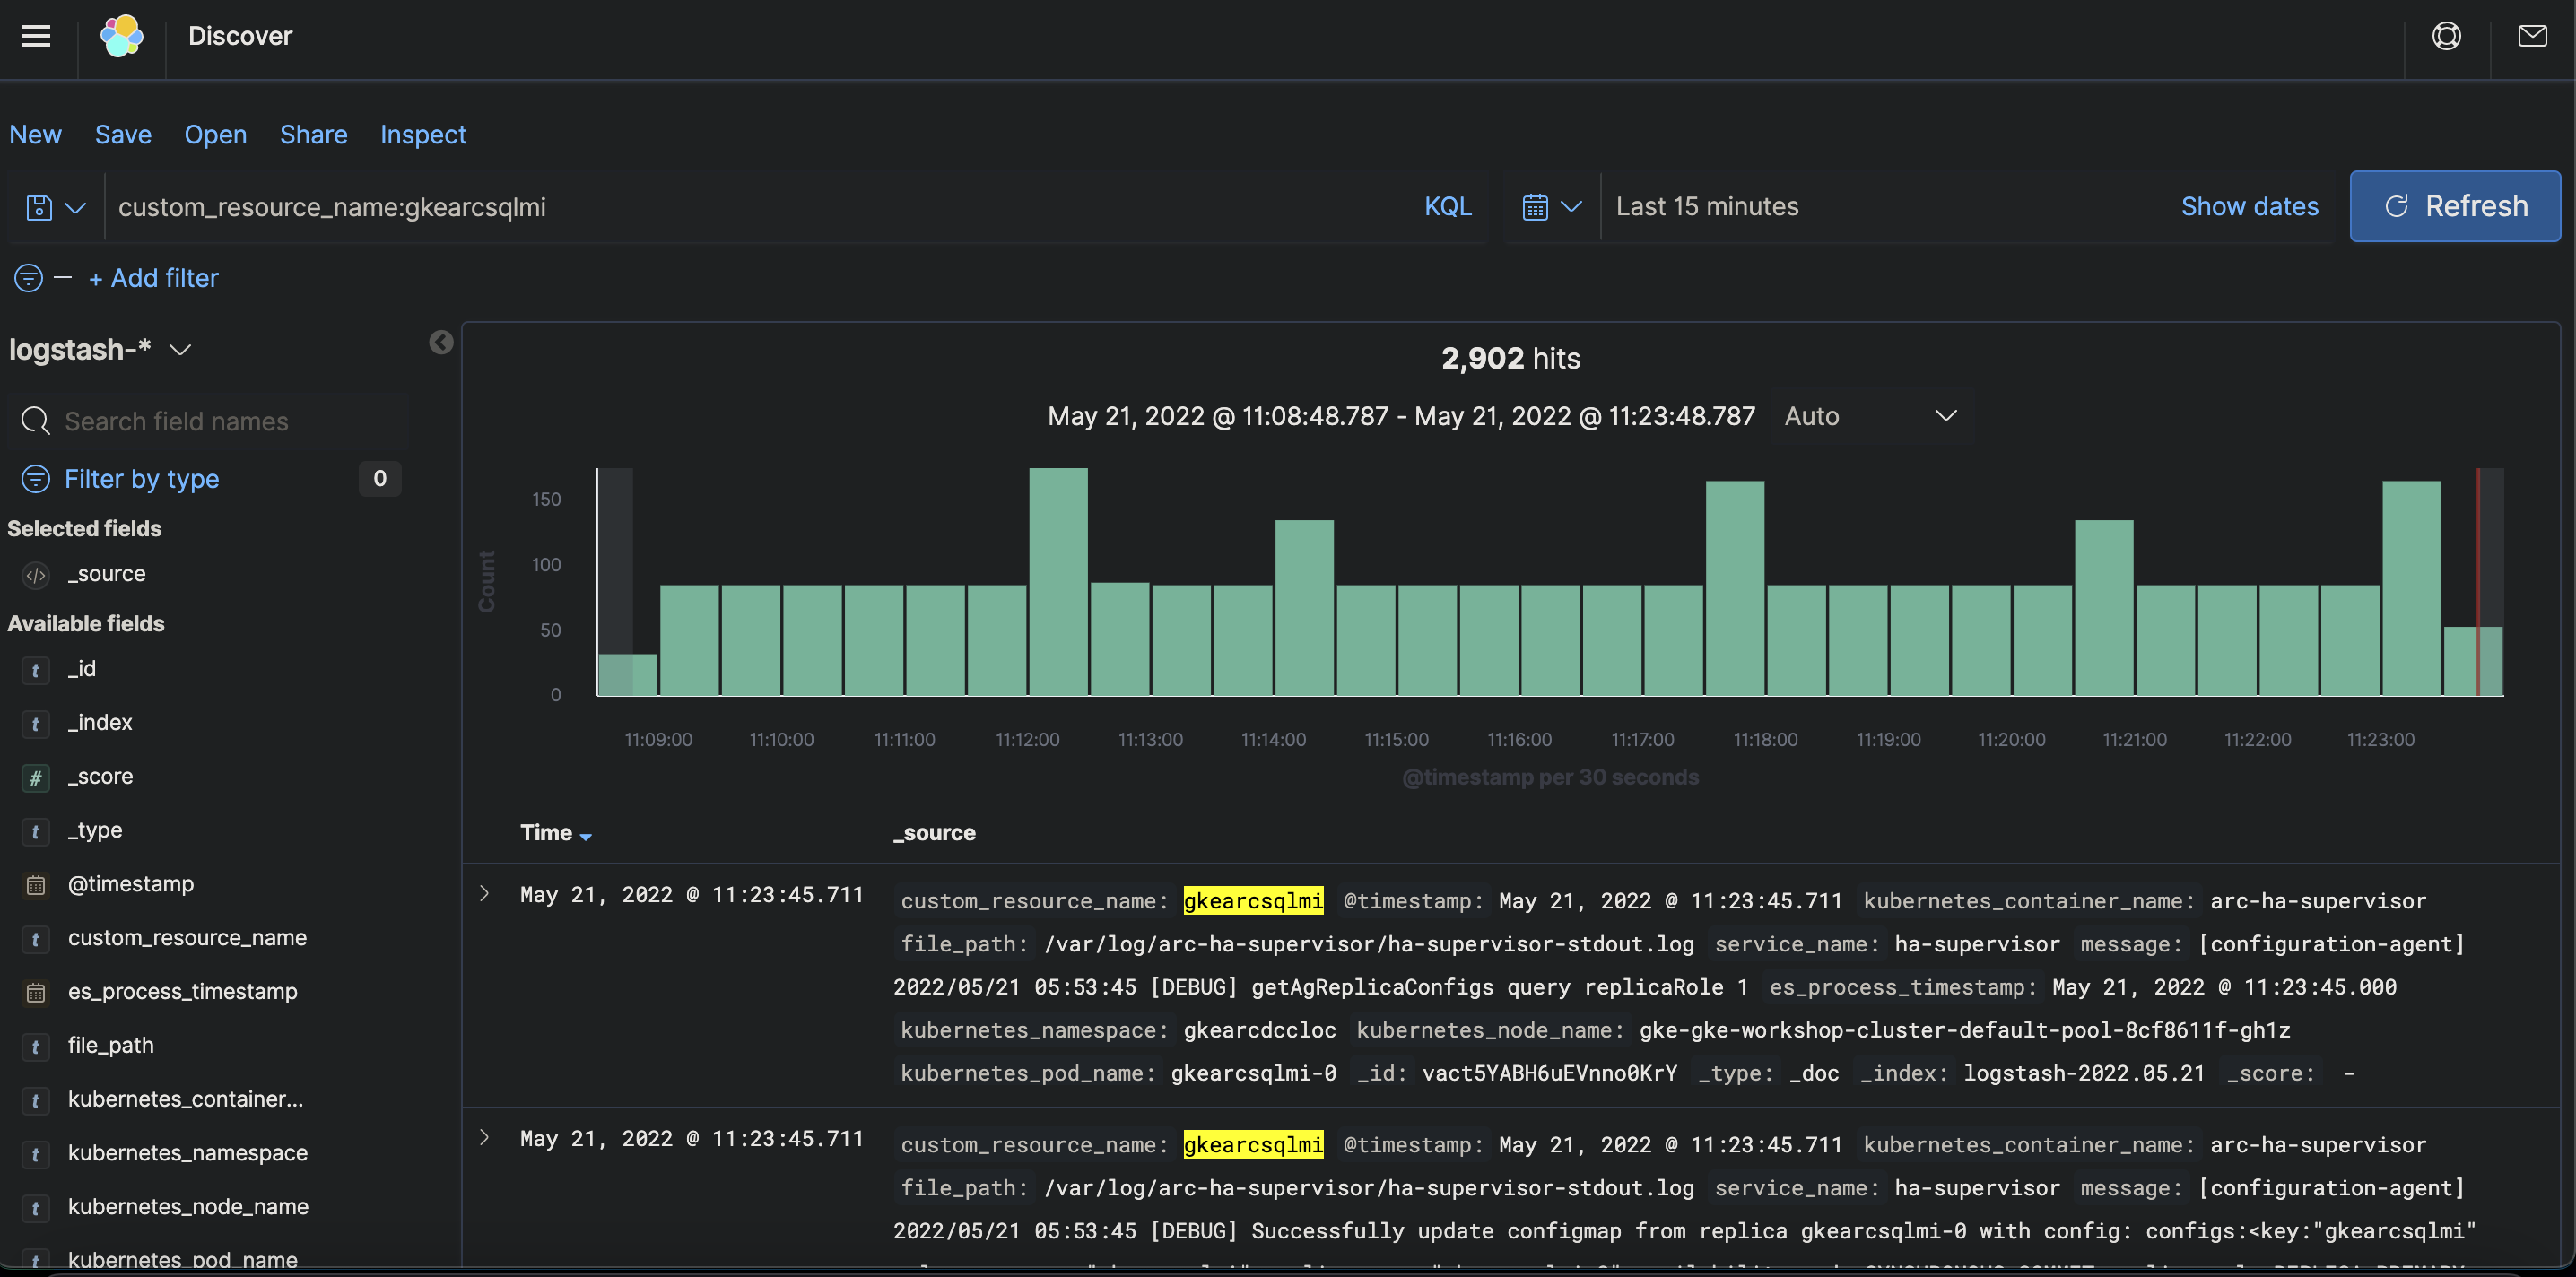 Discover
New Save Open Share Inspect
custom_resource_name:gkearcsqlmi KQL Last 15 minutes Show dates Refresh
+ Add filter
logstash-*
Search field names
Filter by type 0
Selected fields
_source
Available fields
_id
_index
_score
_type
@timestamp
custom_resource_name
es_process_timestamp
file_path
kubernetes_container...
kubernetes_namespace
kubernetes_node_name
kubernetes_pod_name
2,902 hits
May 21, 2022 @ 11:08:48.787 - May 21, 2022 @ 11:23:48.787 Auto
Count
150
100
50
0
11:09:00 11:10:00 11:11:00 11:12:00 11:13:00 11:14:00 11:15:00 11:16:00 11:17:00 11:18:00 11:19:00 11:20:00 11:21:00 11:22:00 11:23:00
@timestamp per 30 seconds
Time _source
May 21, 2022 @ 11:23:45.711 custom_resource_name: gkearcsqlmi @timestamp: May 21, 2022 @ 11:23:45.711 kubernetes_container_name: arc-ha-supervisor
file_path: /var/log/arc-ha-supervisor/ha-supervisor-stdout.log service_name: ha-supervisor message: [configuration-agent]
2022/05/21 05:53:45 [DEBUG] getAgReplicaConfigs query replicaRole 1 es_process_timestamp: May 21, 2022 @ 11:23:45.000
kubernetes_namespace: gkearcdccloc kubernetes_node_name: gke-gke-workshop-cluster-default-pool-8cf8611f-gh1z
kubernetes_pod_name: gkearcsqlmi-0 _id: vact5YABH6uEVnno0KrY _type: _doc _index: logstash-2022.05.21 _score: -
May 21, 2022 @ 11:23:45.711 custom_resource_name: gkearcsqlmi @timestamp: May 21, 2022 @ 11:23:45.711 kubernetes_container_name: arc-ha-supervisor
file_path: /var/log/arc-ha-supervisor/ha-supervisor-stdout.log service_name: ha-supervisor message: [configuration-agent]
2022/05/21 05:53:45 [DEBUG] Successfully update configmap from replica gkearcsqlmi-0 with config: configs:<key:"gkearcsqlmi"